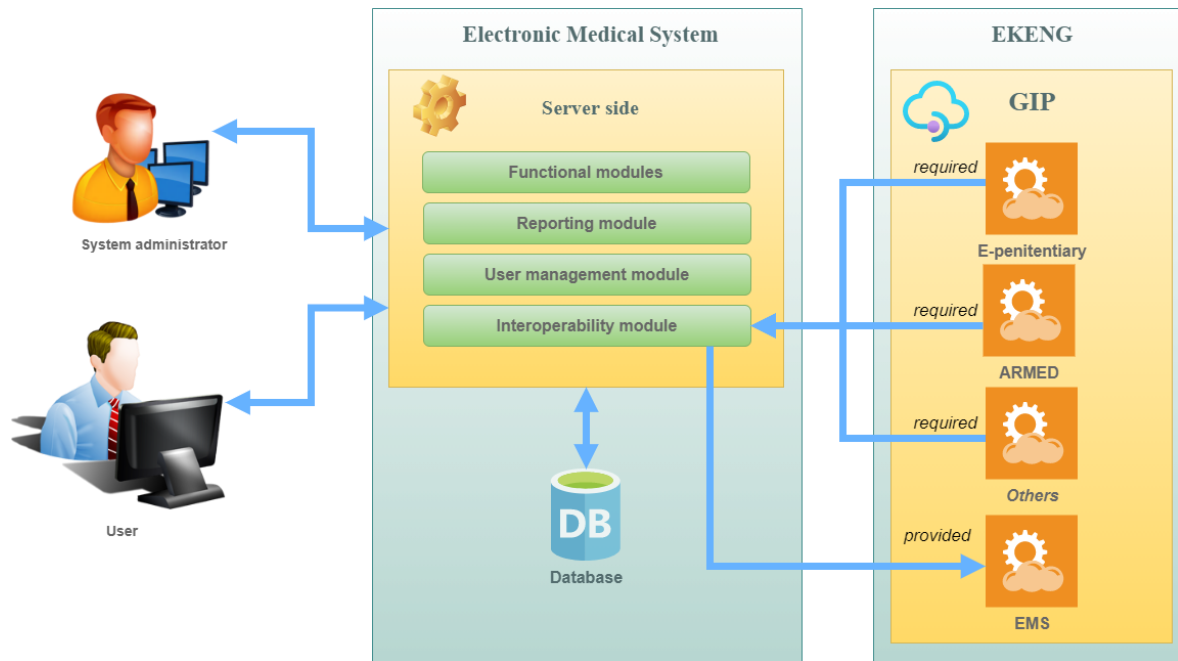 Electronic Medical System
EKENG
Server side
GIP
Functional modules
Reporting module
User management module
Interoperability module
System administrator
User
DB
Database
required
E-penitentiary
required
ARMED
required
Others
provided
EMS